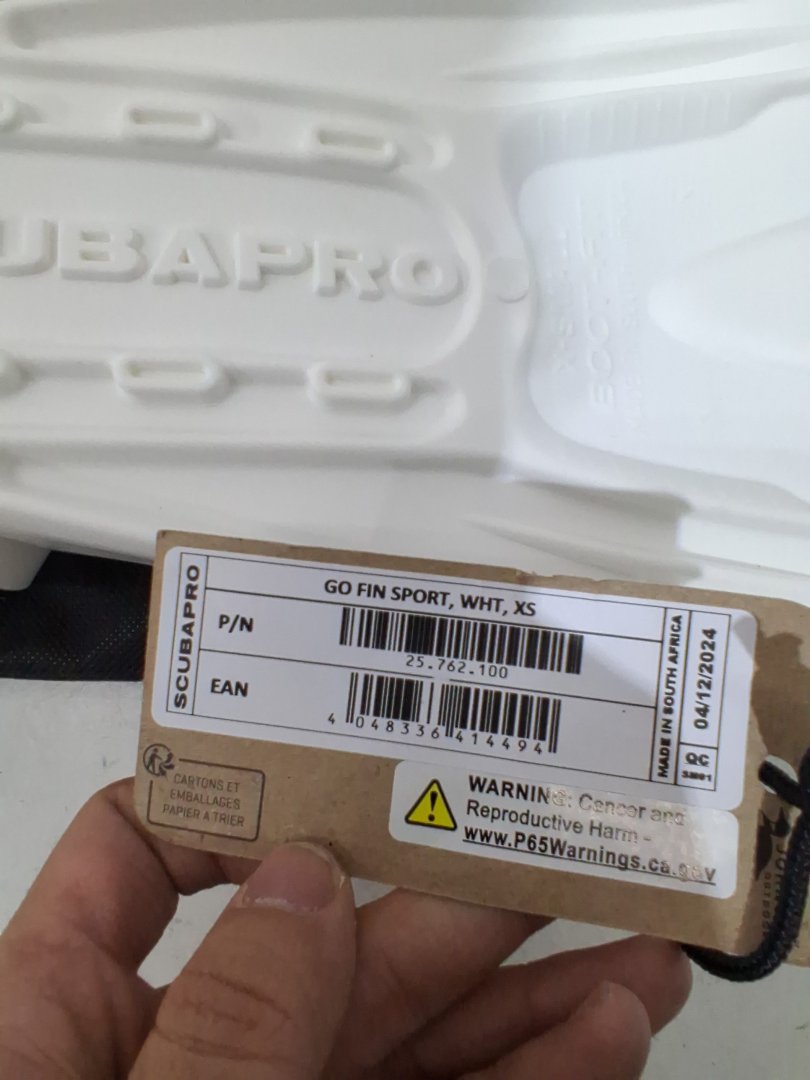 UBAPRO
SCUBAPRO
GO FIN SPORT, WHT, XS
P/N
25.762.100
EAN
4 048336 414494
MADE IN SOUTH AFRICA
04/12/2024
QC
CARTONS ET
EMBALLAGES
PAPIER A TRIER
WARNING: Cancer and
Reproductive Harm -
www.P65Warnings.ca.gov